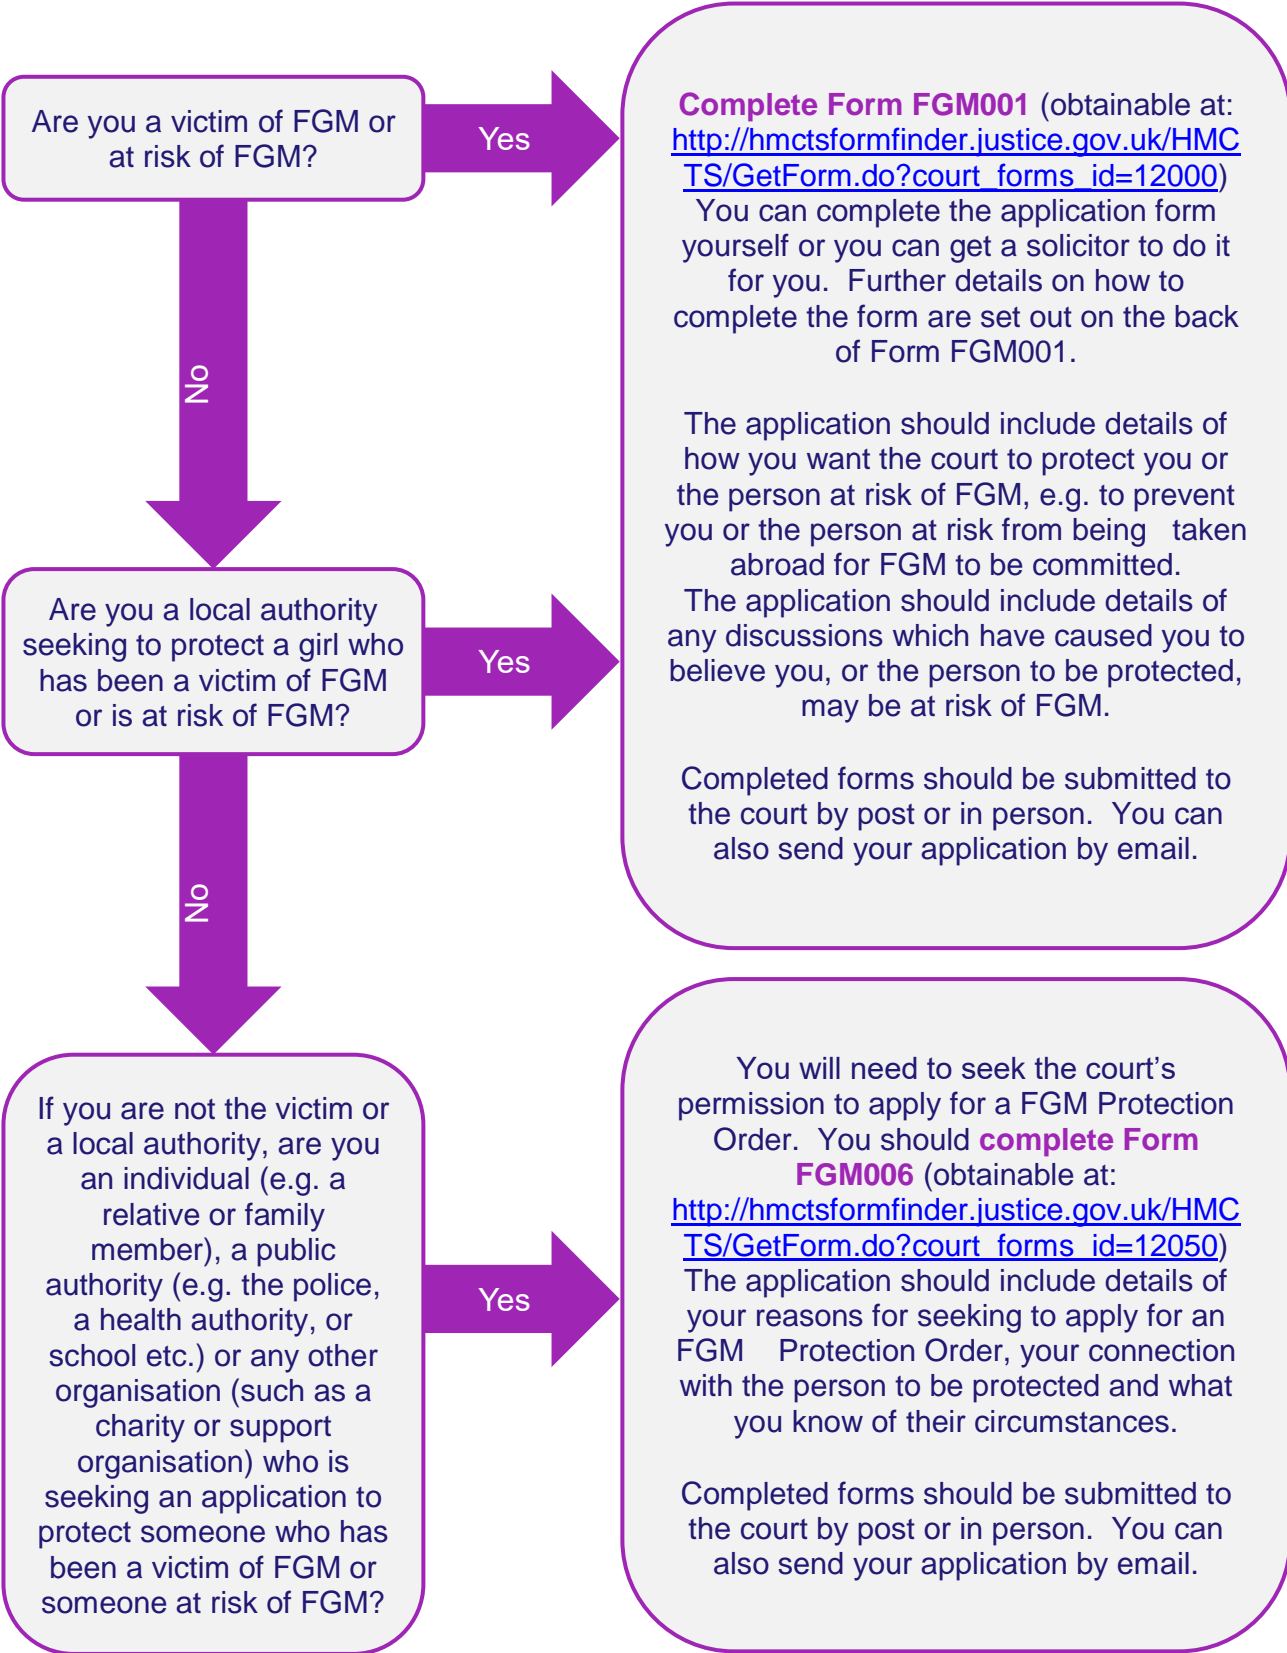 Are you a victim of FGM or
at risk of FGM?
Yes
Complete Form FGM001 (obtainable at:
http://hmctsformfinder.justice.gov.uk/HMC
TS/GetForm.do?court_forms_id=12000)
You can complete the application form
yourself or you can get a solicitor to do it
for you. Further details on how to
complete the form are set out on the back
of Form FGM001.
The application should include details of
how you want the court to protect you or
the person at risk of FGM, e.g. to prevent
you or the person at risk from being taken
abroad for FGM to be committed.
The application should include details of
any discussions which have caused you to
believe you, or the person to be protected,
may be at risk of FGM.
Completed forms should be submitted to
the court by post or in person. You can
also send your application by email.
No
Are you a local authority
seeking to protect a girl who
has been a victim of FGM
or is at risk of FGM?
Yes
No
If you are not the victim or
a local authority, are you
an individual (e.g. a
relative or family
member), a public
authority (e.g. the police,
a health authority, or
school etc.) or any other
organisation (such as a
charity or support
organisation) who is
seeking an application to
protect someone who has
been a victim of FGM or
someone at risk of FGM?
Yes
You will need to seek the court's
permission to apply for a FGM Protection
Order. You should complete Form
FGM006 (obtainable at:
http://hmctsformfinder.justice.gov.uk/HMC
TS/GetForm.do?court_forms_id=12050)
The application should include details of
your reasons for seeking to apply for an
FGM Protection Order, your connection
with the person to be protected and what
you know of their circumstances.
Completed forms should be submitted to
the court by post or in person. You can
also send your application by email.